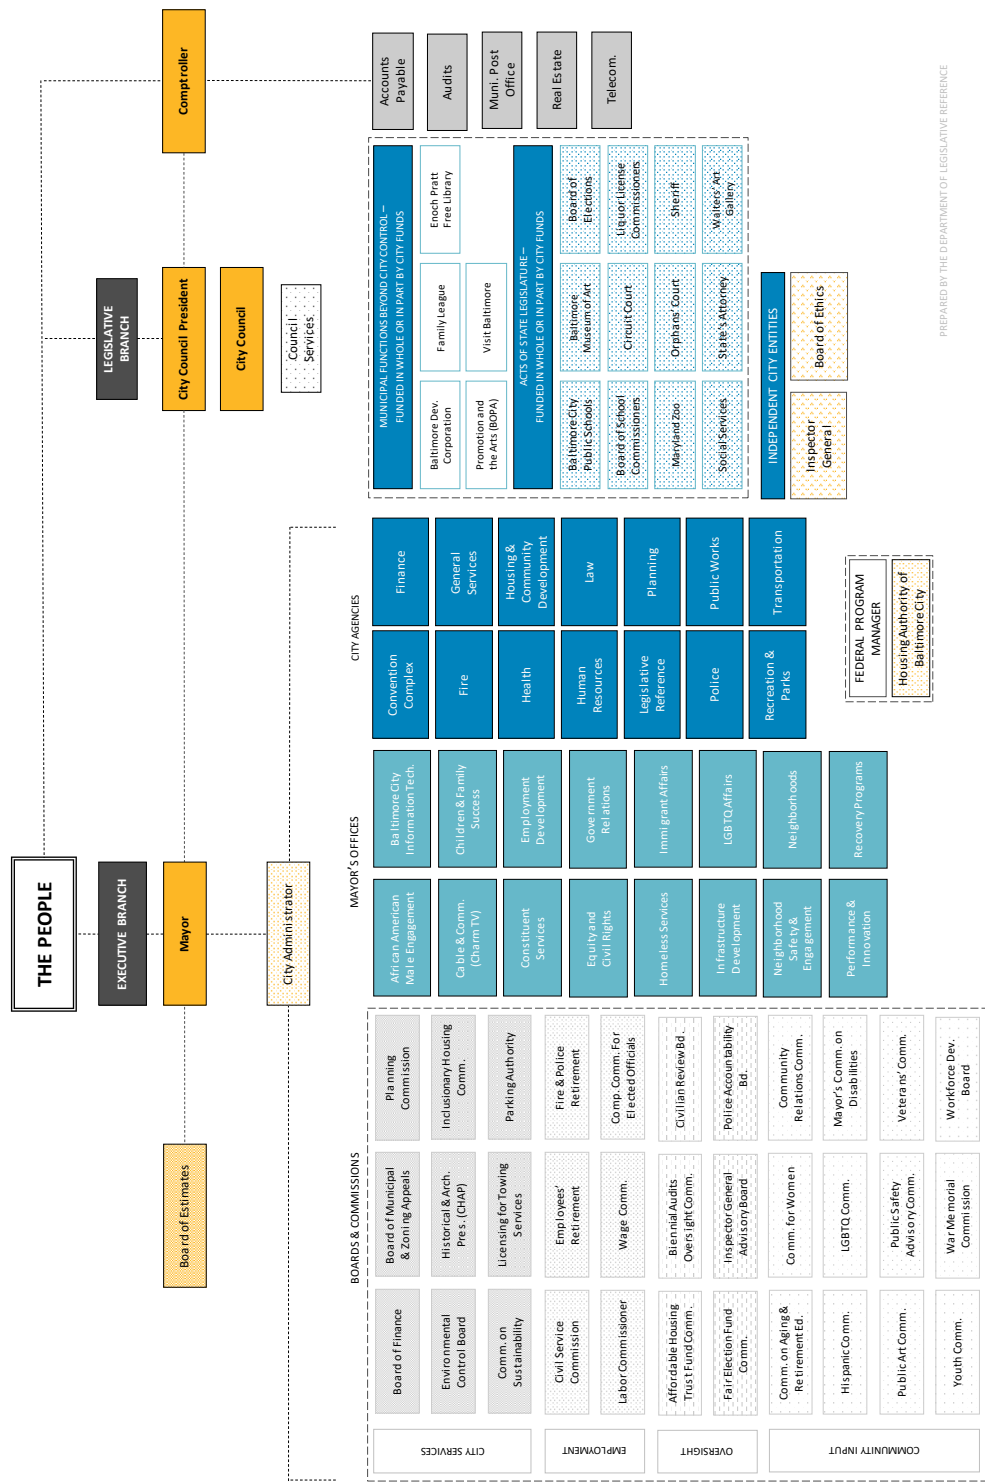 THE PEOPLE
EXECUTIVE BRANCH
LEGISLATIVE
BRANCH
Board of Estimates
Mayor
City Council President
Comptroller
City Council
City Administrator
Council
Services
BOARDS & COMMISSIONS
MAYOR'S OFFICES
CITY AGENCIES
CITY SERVICES
Board of Finance
Board of Municipal
& Zoning Appeals
Planning
Commission
Environmental
Control Board
Historical & Arch.
Pres. (CHAP)
Inclusionary Housing
Comm.
Comm. on
Sustainability
Licensing for Towing
Services
Parking Authority
EMPLOYMENT
Civil Service
Commission
Employees'
Retirement
Fire & Police
Retirement
Labor Commissioner
Wage Comm.
Comp. Comm. For
Elected Officials
OVERSIGHT
Affordable Housing
Trust Fund Comm.
Biennial Audits
Oversight Comm.
Civilian Review Bd.
Fair Election Fund
Comm.
Inspector General
Advisory Board
Police Accountability
Bd.
COMMUNITY INPUT
Comm. on Aging &
Retirement Ed.
Comm. for Women
Community
Relations Comm.
Hispanic Comm.
LGBTQ Comm.
Mayor's Comm. on
Disabilities
Public Art Comm.
Public Safety
Advisory Comm.
Veterans' Comm.
Youth Comm.
War Memorial
Commission
Workforce Dev.
Board
African American
Male Engagement
Baltimore City
Information Tech.
Cable & Comm.
(Charm TV)
Children & Family
Success
Constituent
Services
Employment
Development
Equity and
Civil Rights
Government
Relations
Homeless Services
Immigrant Affairs
Infrastructure
Development
LGBTQ Affairs
Neighborhood
Safety &
Engagement
Neighborhoods
Performance &
Innovation
Recovery Programs
Convention
Complex
Finance
Fire
General
Services
Health
Housing &
Community
Development
Human
Resources
Law
Legislative
Reference
Planning
Police
Public Works
Recreation &
Parks
Transportation
FEDERAL PROGRAM
MANAGER
Housing Authority of
Baltimore City
MUNICIPAL FUNCTIONS BEYOND CITY CONTROL –
FUNDED IN WHOLE OR IN PART BY CITY FUNDS
Baltimore Dev.
Corporation
Family League
Enoch Pratt
Free Library
Promotion and
the Arts (BOPA)
Visit Baltimore
ACTS OF STATE LEGISLATURE –
FUNDED IN WHOLE OR IN PART BY CITY FUNDS
Baltimore City
Public Schools
Baltimore
Museum of Art
Board of
Elections
Board of School
Commissioners
Circuit Court
Liquor License
Commissioners
Maryland Zoo
Orphans' Court
Sheriff
Social Services
State's Attorney
Walters' Art
Gallery
INDEPENDENT CITY ENTITIES
Inspector
General
Board of Ethics
Accounts
Payable
Audits
Muni. Post
Office
Real Estate
Telecom.
PREPARED BY THE DEPARTMENT OF LEGISLATIVE REFERENCE